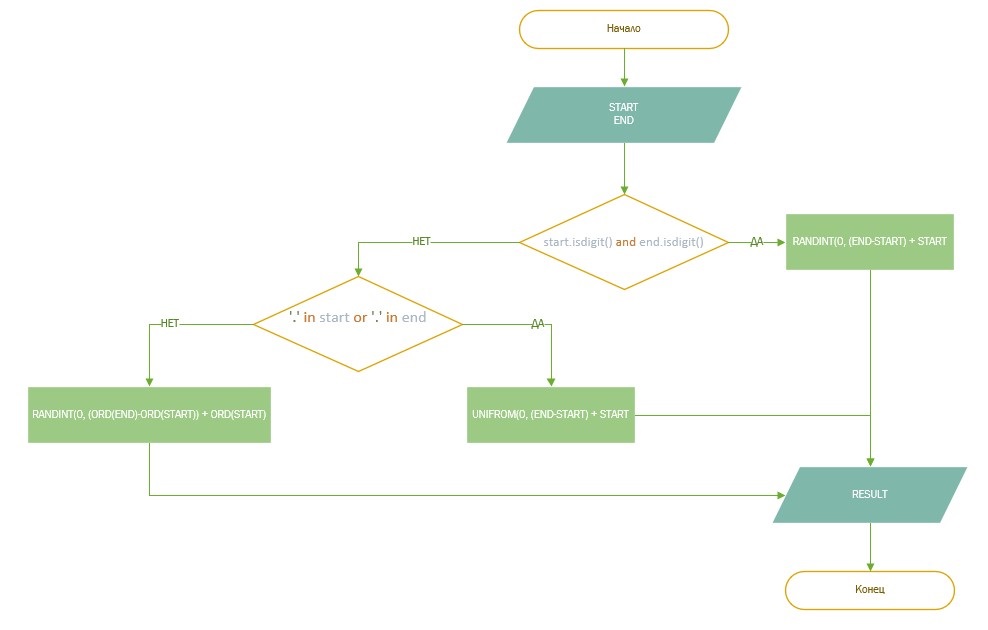 Начало
START
END
start.isdigit() and end.isdigit()
НЕТ
ДА
RANDINT(0, (END-START) + START
'.' in start or '.' in end
НЕТ
ДА
RANDINT(0, (ORD(END)-ORD(START)) + ORD(START)
UNIFROM(0, (END-START) + START
RESULT
Конец